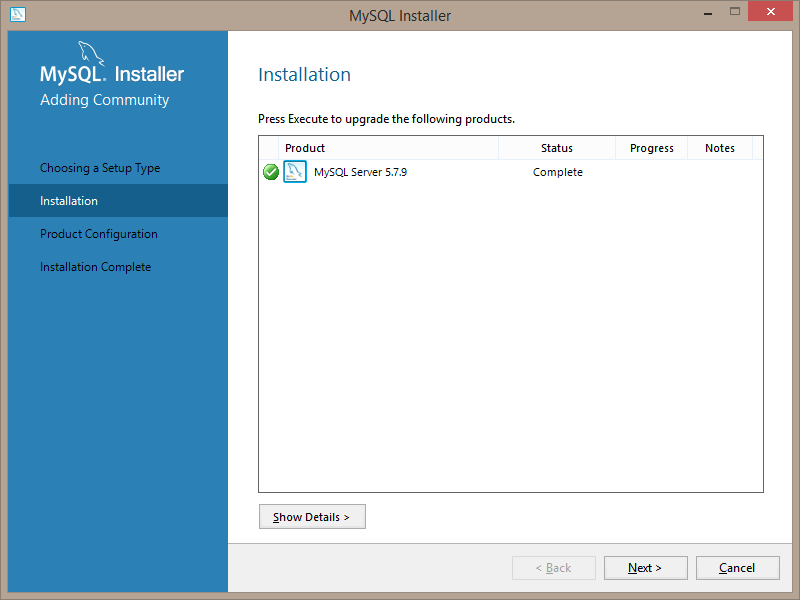 MySQL Installer
MySQL. Installer
Adding Community
Choosing a Setup Type
Installation
Product Configuration
Installation Complete
Installation
Press Execute to upgrade the following products.
Product Status Progress Notes
MySQL Server 5.7.9 Complete
Show Details >
< Back Next > Cancel